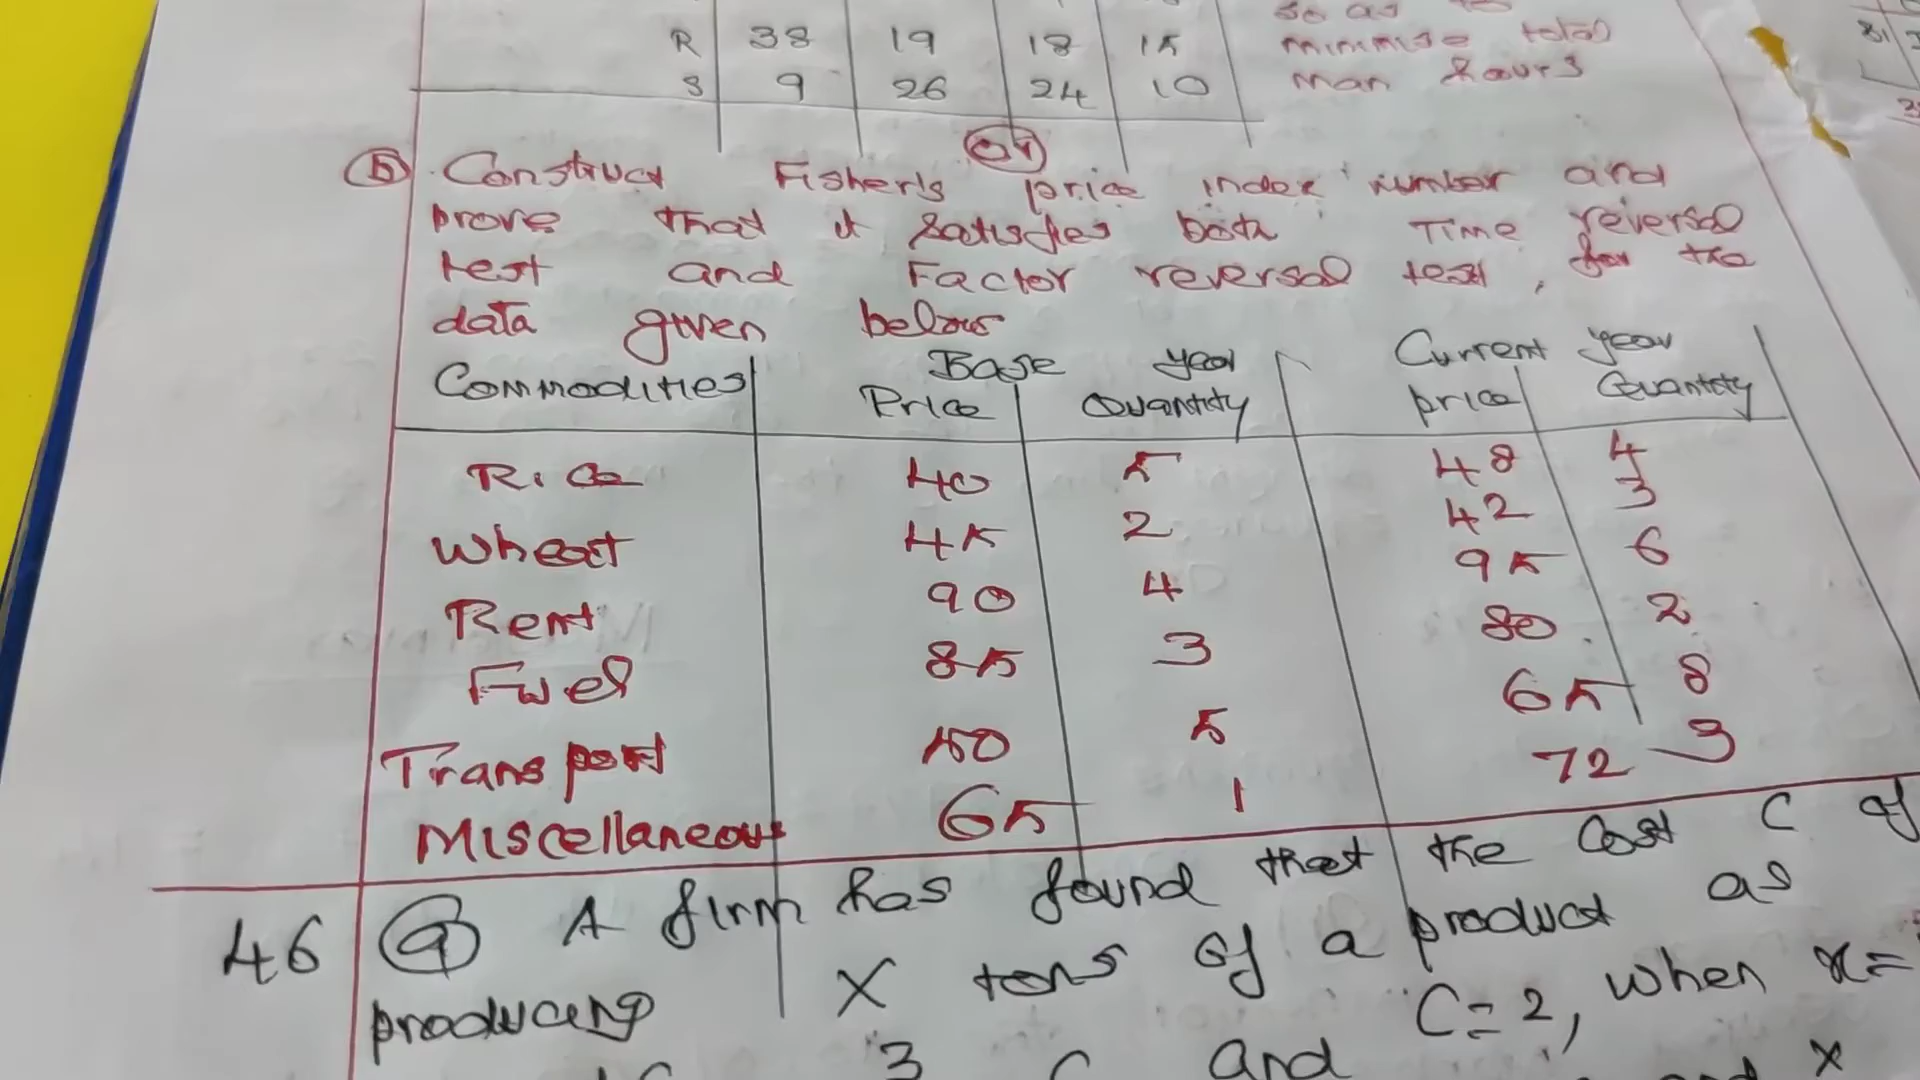 so as to
R 38 19 18 15 minimise total
S 9 26 24 10 man hours
or
(b) Construct Fisher's price index number and
prove that it satisfies both Time reversal
test and Factor reversal test, for the
data given below
Commodities Base year Current year
Price Quantity price Quantity
Rice 40 5 48 4
Wheat 45 2 42 3
Rent 90 4 95 6
Fuel 85 3 80 2
Transport 50 5 65 8
Miscellaneous 65 1 72 3
46 (a) A firm has found that the Cost C of
producing X tons of a product as
C = 2, when x =
3 C and